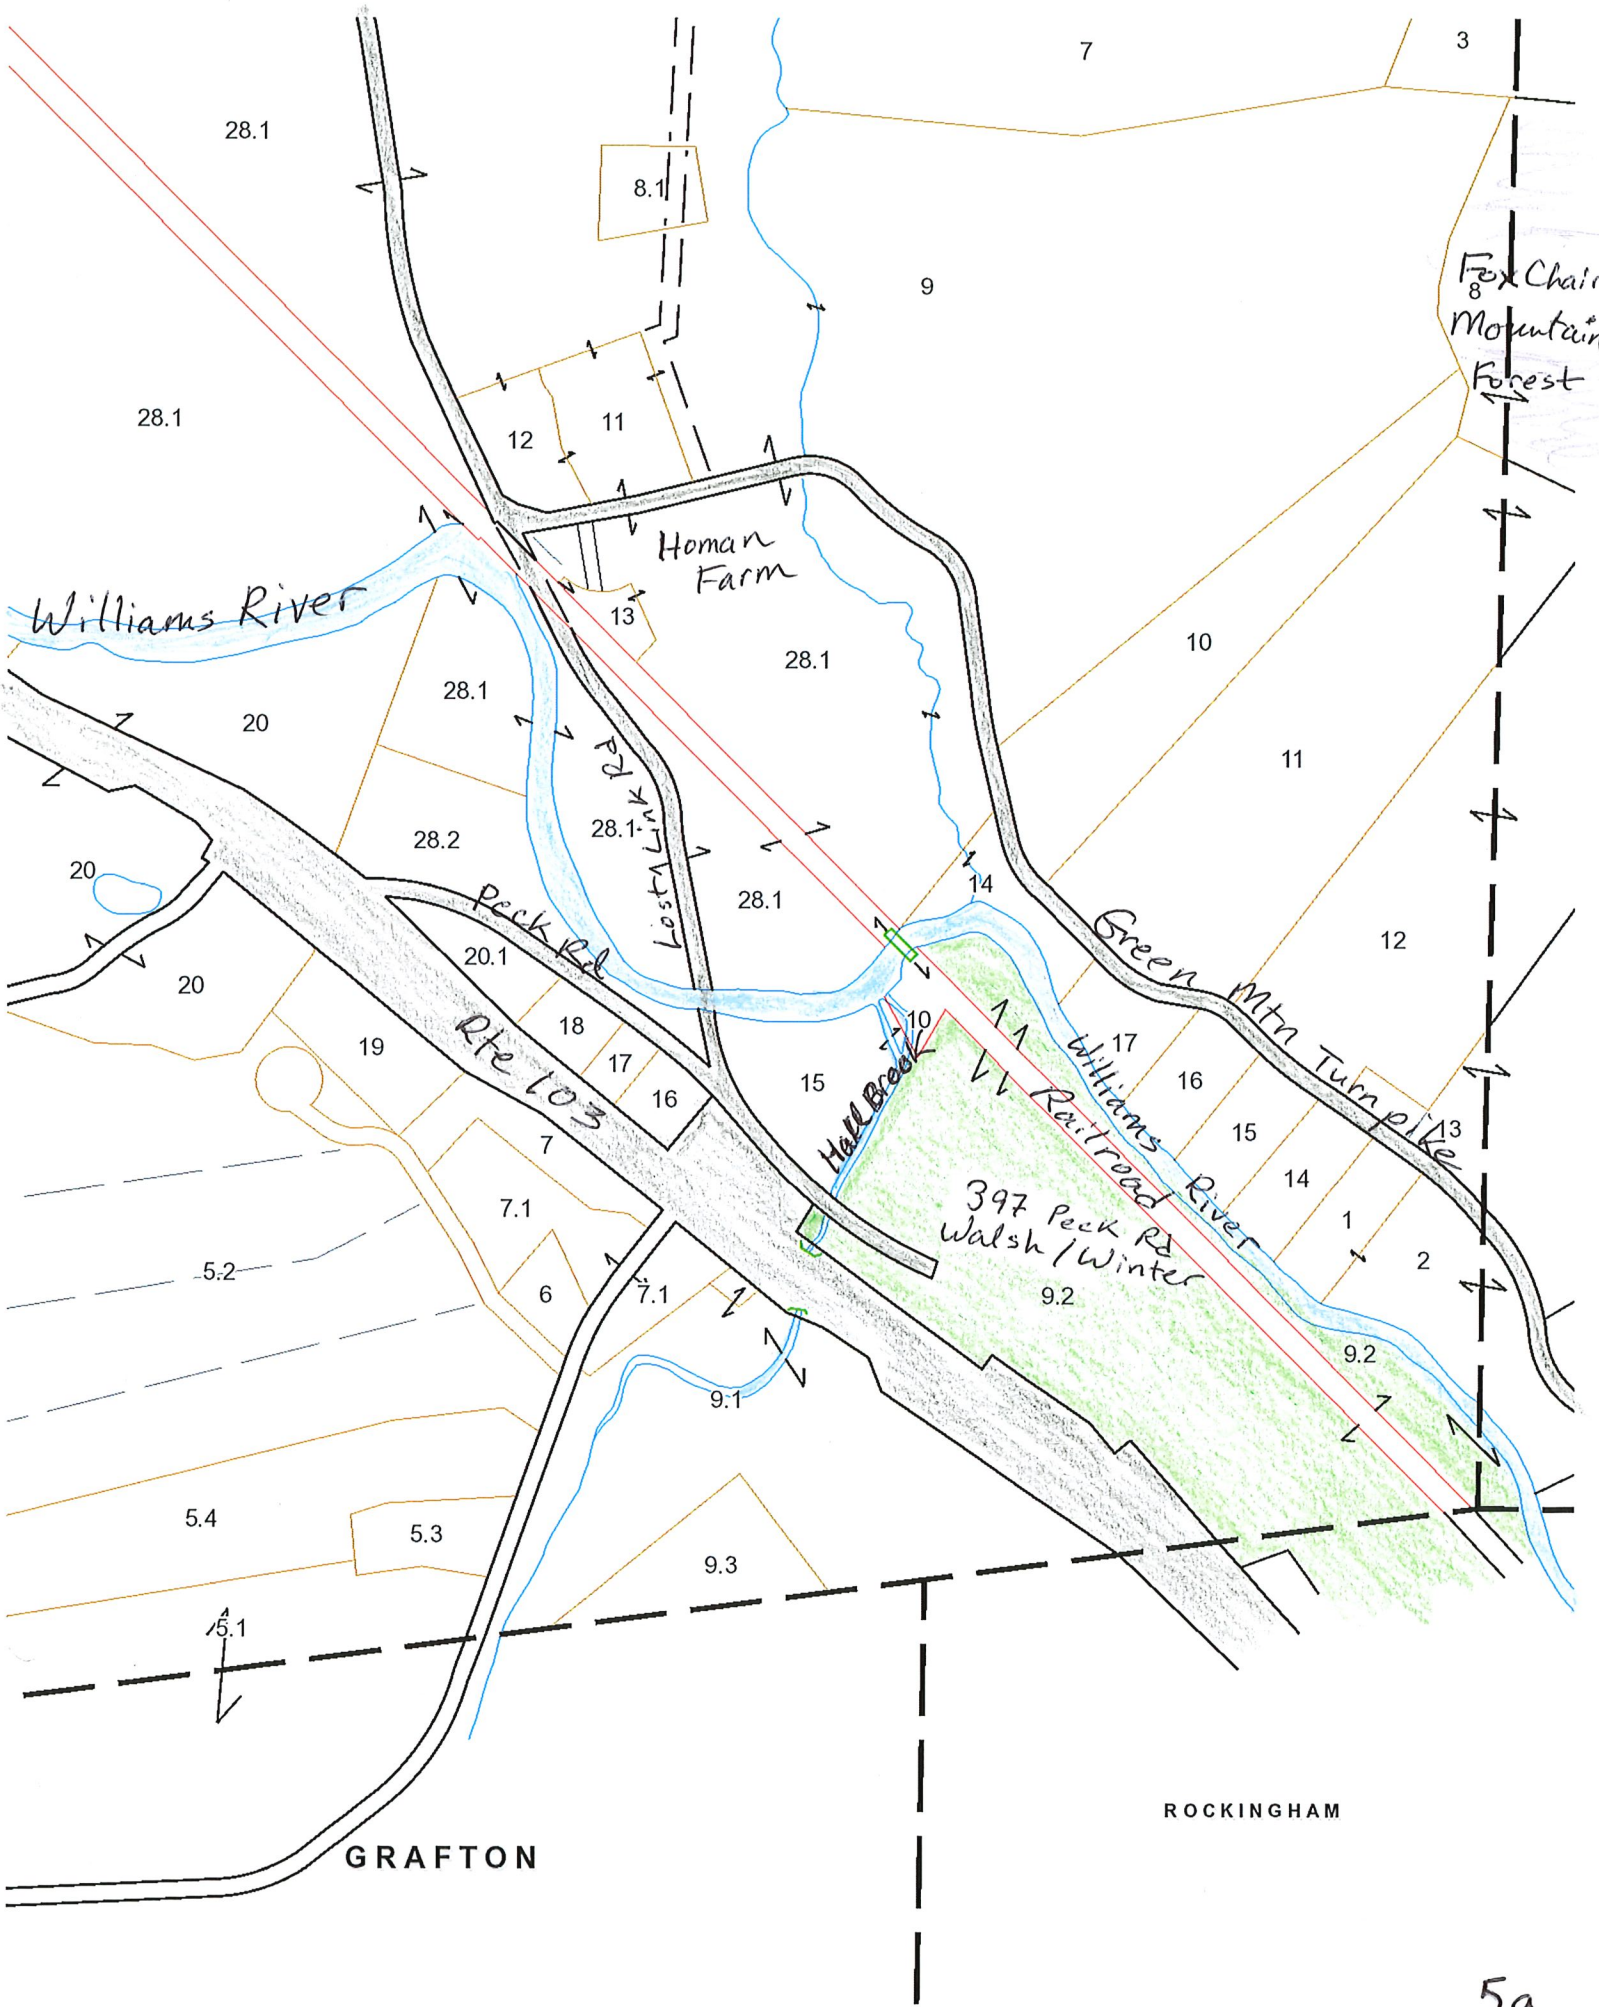 7
3
28.1
8.1
9
8
Fox Chair
Mountain
Forest
28.1
12
11
Homan
Farm
Williams River
13
10
28.1
28.1
20
11
Lost Link Rd
28.1
28.2
20
14
28.1
Peck Rd
20.1
Green Mtn Turnpike
12
20
18
10
19
Rte 103
17
17
15
Hall Brook
16
16
Williams River
Railroad
15
13
7
14
397 Peck Rd
Walsh / Winter
7.1
1
5.2
2
6
7.1
9.2
9.2
9.1
5.4
5.3
9.3
5.1
ROCKINGHAM
GRAFTON
5a